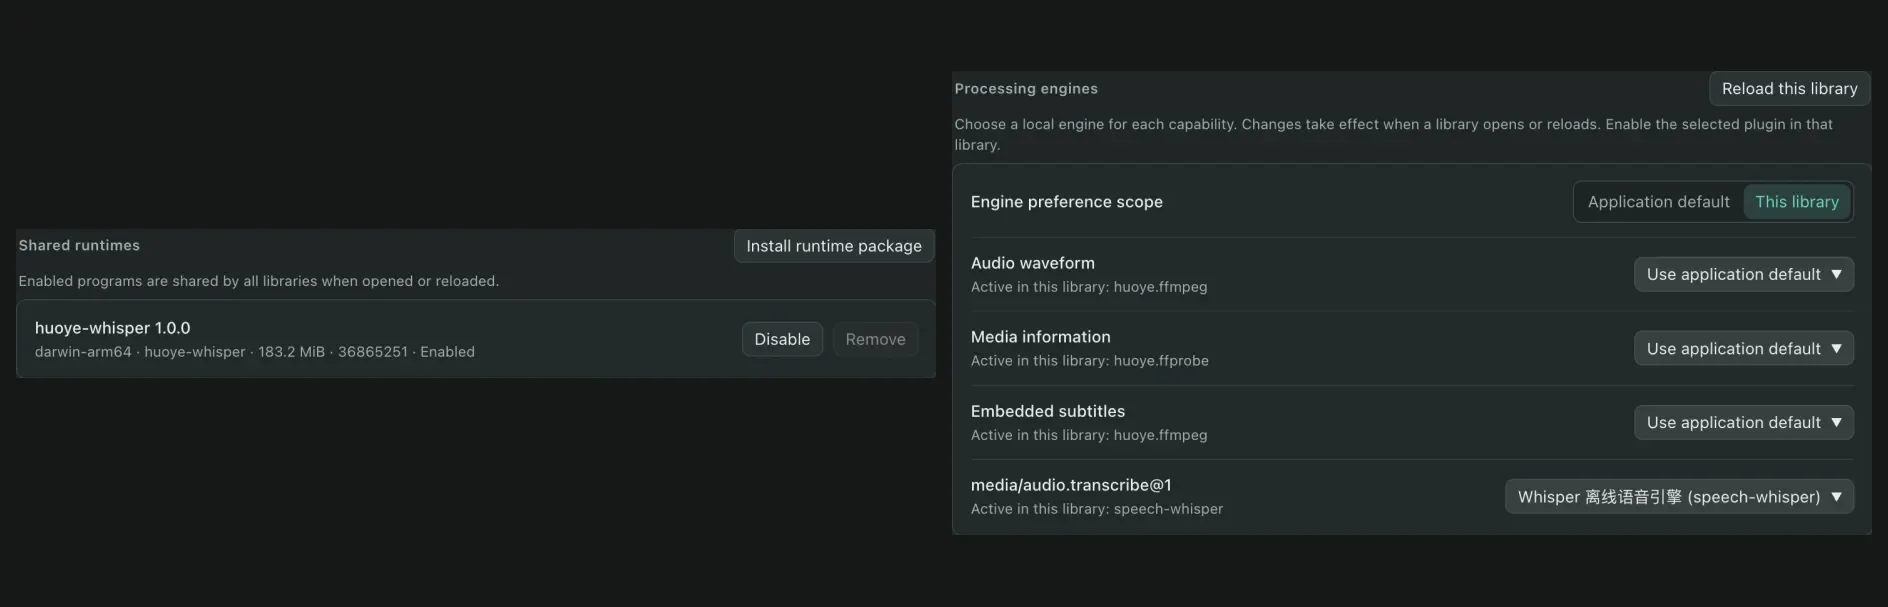 Shared runtimes
Install runtime package
Enabled programs are shared by all libraries when opened or reloaded.
huoye-whisper 1.0.0
darwin-arm64 · huoye-whisper · 183.2 MiB · 36865251 · Enabled
Disable
Remove
Processing engines
Reload this library
Choose a local engine for each capability. Changes take effect when a library opens or reloads. Enable the selected plugin in that
library.
Engine preference scope
Application default
This library
Audio waveform
Active in this library: huoye.ffmpeg
Use application default ▼
Media information
Active in this library: huoye.ffprobe
Use application default ▼
Embedded subtitles
Active in this library: huoye.ffmpeg
Use application default ▼
media/audio.transcribe@1
Active in this library: speech-whisper
Whisper 离线语音引擎 (speech-whisper) ▼